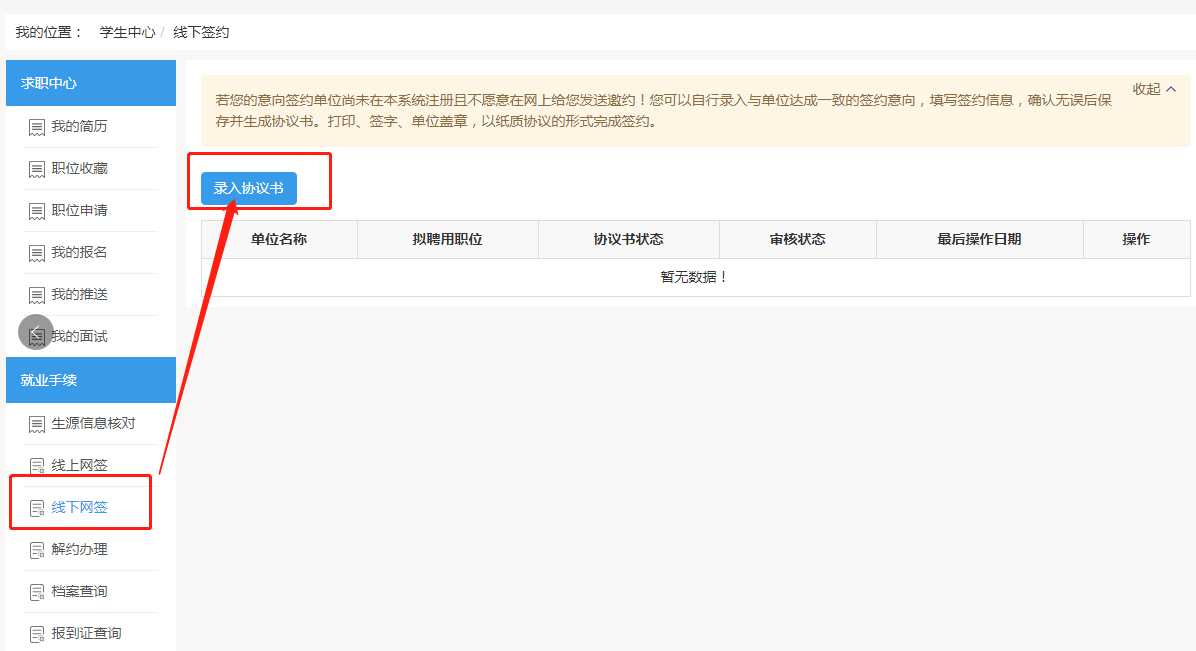 我的位置： 学生中心 / 线下签约
求职中心
我的简历
职位收藏
职位申请
我的报名
我的推送
我的面试
就业手续
生源信息核对
线上网签
线下网签
解约办理
档案查询
报到证查询
若您的意向签约单位尚未在本系统注册且不愿意在网上给您发送邀约！您可以自行录入与单位达成一致的签约意向，填写签约信息，确认无误后保
存并生成协议书。打印、签字、单位盖章，以纸质协议的形式完成签约。
收起
录入协议书
单位名称 拟聘用职位 协议书状态 审核状态 最后操作日期 操作
暂无数据！